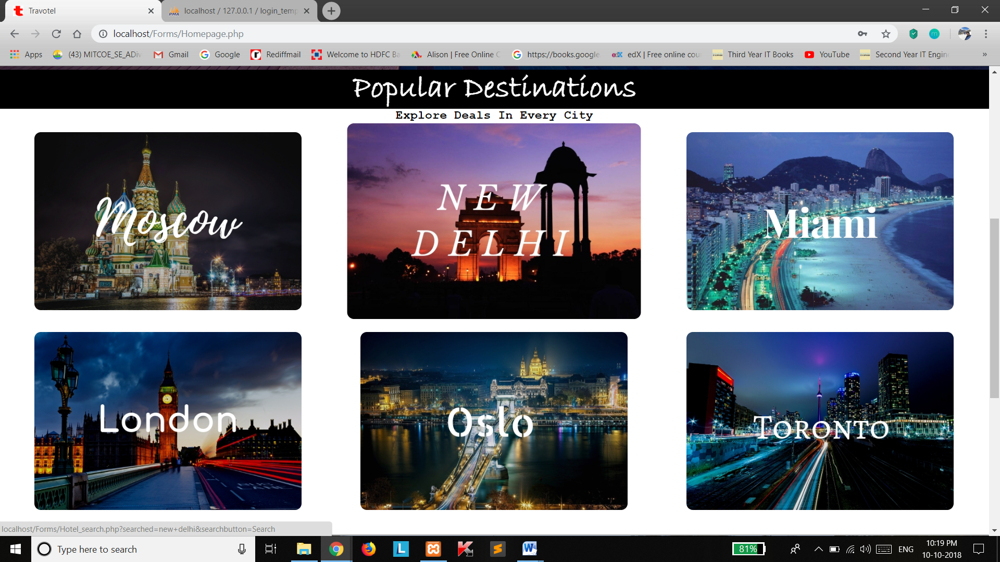 Travotel
localhost / 127.0.0.1 / login_temp
localhost/Forms/Homepage.php
Apps
(43) MITCOE_SE_ADiv
Gmail
Google
Rediffmail
Welcome to HDFC Ba
Alison | Free Online C
https://books.google.
edX | Free online cour
Third Year IT Books
YouTube
Second Year IT Engin
»
Popular Destinations
Explore Deals In Every City
Moscow
NEW
DELHI
Miami
London
Oslo
TORONTO
BUS
LANE
localhost/Forms/Hotel_search.php?searched=new+delhi&searchbutton=Search
Type here to search
81%
ENG
10:19 PM
10-10-2018